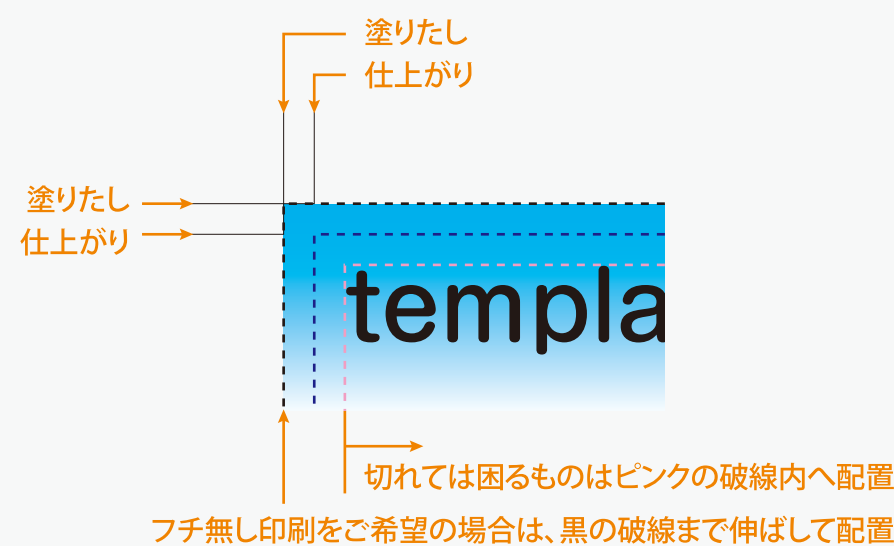 塗りたし
仕上がり
塗りたし
仕上がり
templa
切れては困るものはピンクの破線内へ配置
フチ無し印刷をご希望の場合は、黒の破線まで伸ばして配置